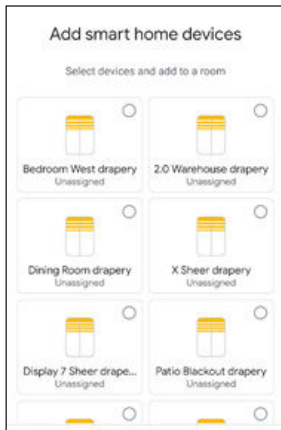 Add smart home devices
Select devices and add to a room
Bedroom West drapery
Unassigned
2.0 Warehouse drapery
Unassigned
Dining Room drapery
Unassigned
X Sheer drapery
Unassigned
Display 7 Sheer drape...
Unassigned
Patio Blackout drapery
Unassigned